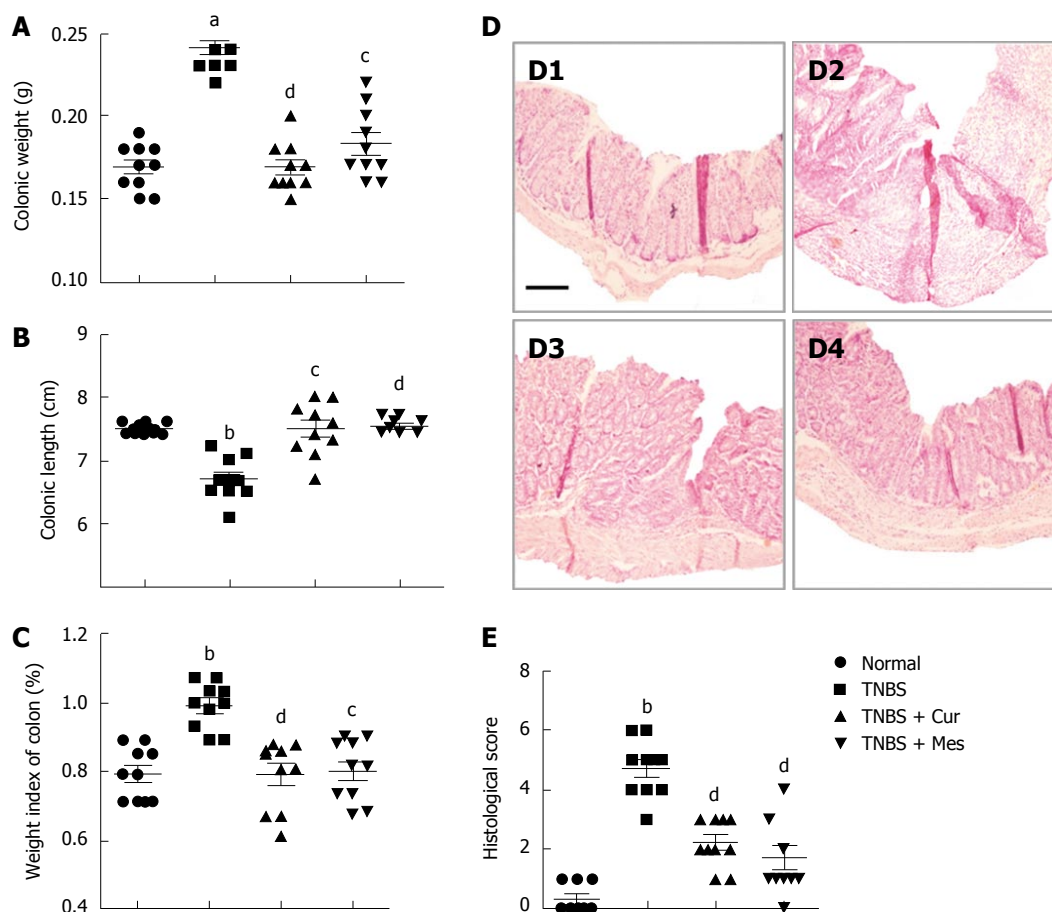 A
Colonic weight (g)
0.25
0.20
0.15
0.10
a
d
c
B
Colonic length (cm)
9
8
7
6
b
c
d
C
Weight index of colon (%)
1.2
1.0
0.8
0.6
0.4
b
d
c
D
D1
D2
D3
D4
E
Histological score
8
6
4
2
0
b
d
d
Normal
TNBS
TNBS + Cur
TNBS + Mes